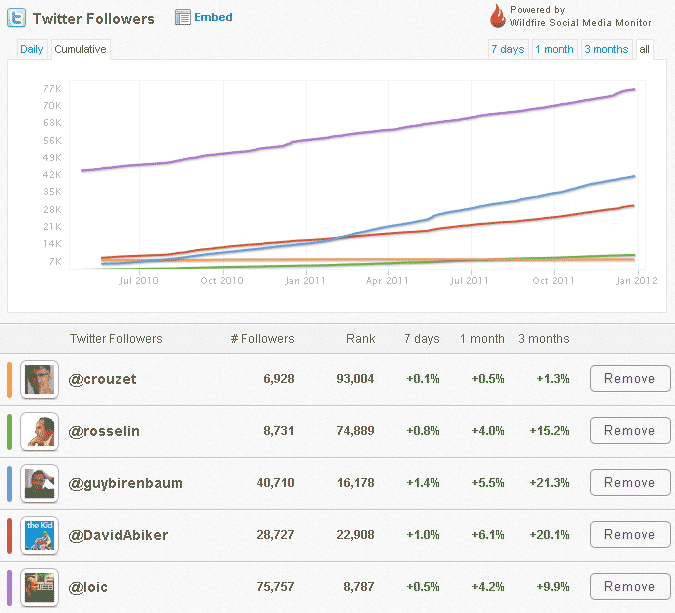 Twitter Followers Embed
Powered by
Wildfire Social Media Monitor
Daily Cumulative 7 days 1 month 3 months all
77K
70K
63K
56K
49K
42K
35K
28K
21K
14K
7K
Jul 2010 Oct 2010 Jan 2011 Apr 2011 Jul 2011 Oct 2011 Jan 2012
Twitter Followers # Followers Rank 7 days 1 month 3 months
@crouzet 6,928 93,004 +0.1% +0.5% +1.3% Remove
@rosselin 8,731 74,889 +0.8% +4.0% +15.2% Remove
@guybirenbaum 40,710 16,178 +1.4% +5.5% +21.3% Remove
the Kid
@DavidAbiker 28,727 22,908 +1.0% +6.1% +20.1% Remove
@loic 75,757 8,787 +0.5% +4.2% +9.9% Remove